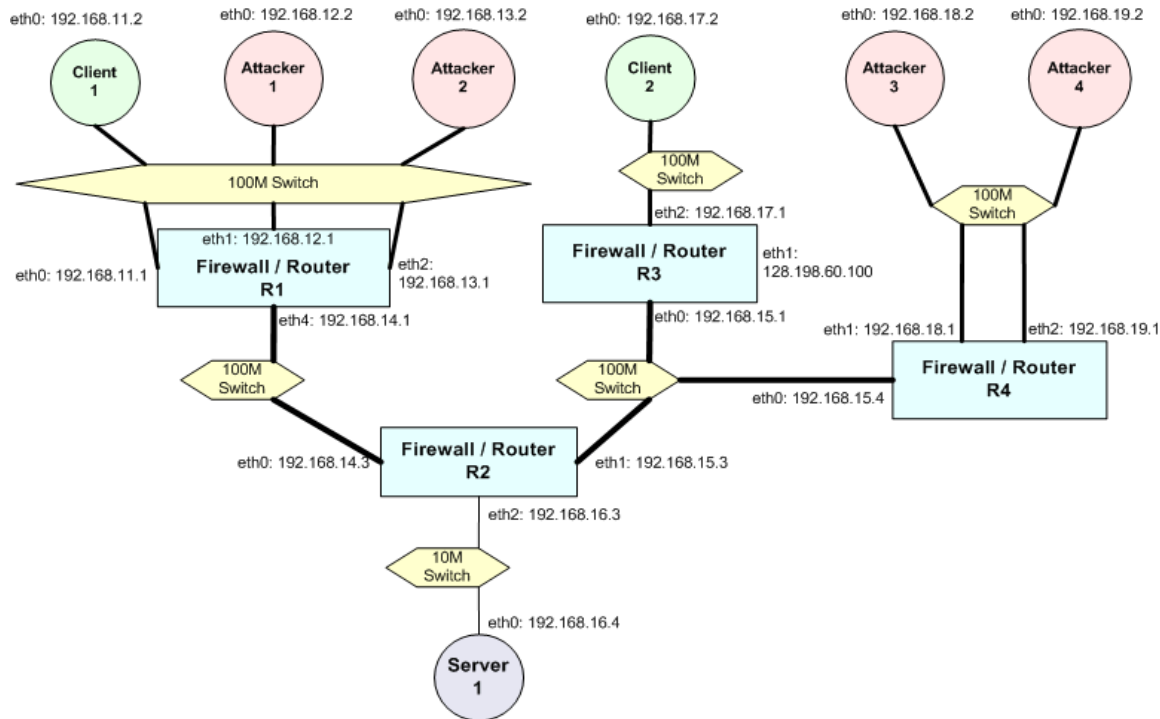 eth0: 192.168.11.2
eth0: 192.168.12.2
eth0: 192.168.13.2
eth0: 192.168.17.2
eth0: 192.168.18.2
eth0: 192.168.19.2
Client
1
Attacker
1
Attacker
2
Client
2
Attacker
3
Attacker
4
100M Switch
100M
Switch
100M
Switch
eth2: 192.168.17.1
eth1: 192.168.12.1
eth0: 192.168.11.1
Firewall / Router
R1
eth2:
192.168.13.1
Firewall / Router
R3
eth1:
128.198.60.100
eth4: 192.168.14.1
eth0: 192.168.15.1
eth1: 192.168.18.1
eth2: 192.168.19.1
100M
Switch
100M
Switch
Firewall / Router
R4
eth0: 192.168.15.4
eth0: 192.168.14.3
Firewall / Router
R2
eth1: 192.168.15.3
eth2: 192.168.16.3
10M
Switch
eth0: 192.168.16.4
Server
1